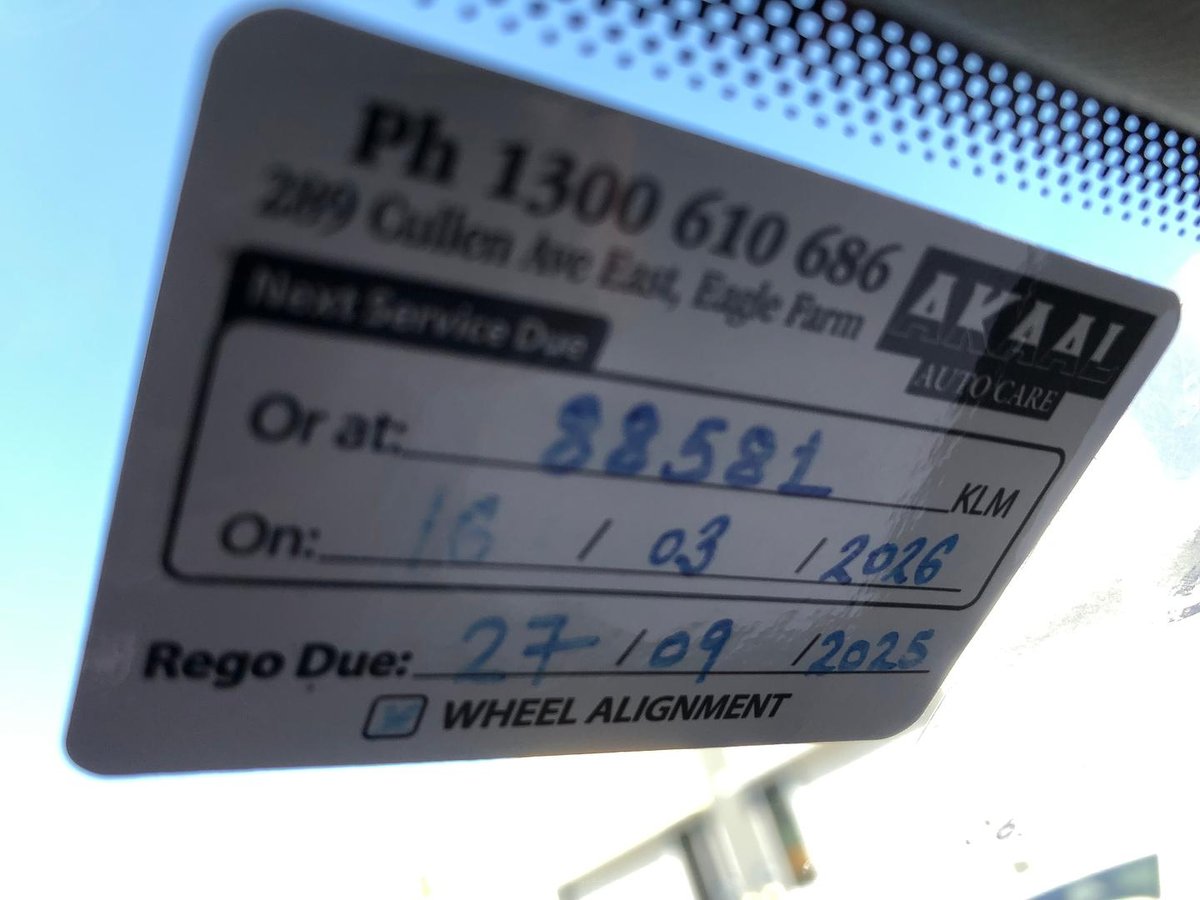 Ph 1300 610 686
289 Cullen Ave East, Eagle Farm
AKAAL
AUTO CARE
Next Service Due
Or at: 88581 KLM
On: 16 / 03 / 2026
Rego Due: 27 / 09 / 2025
WHEEL ALIGNMENT